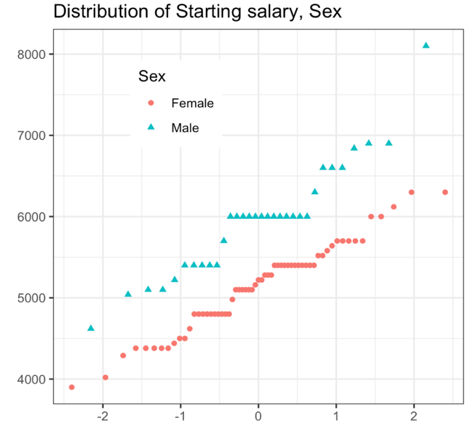 Distribution of Starting salary, Sex
8000
Sex
Female
Male
7000
6000
5000
4000
-2 -1 0 1 2